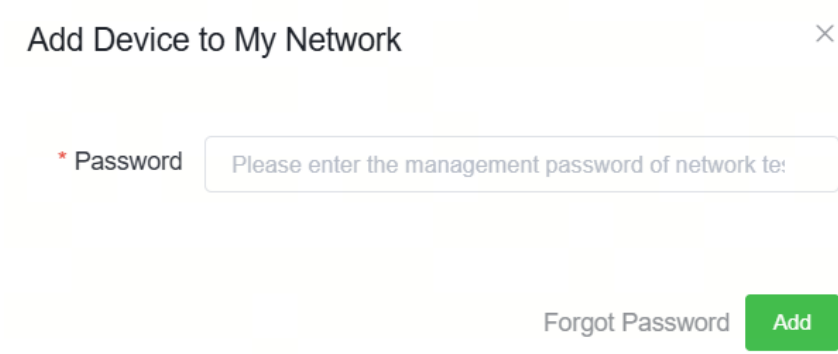 Add Device to My Network
* Password
Please enter the management password of network
Forgot Password
Add